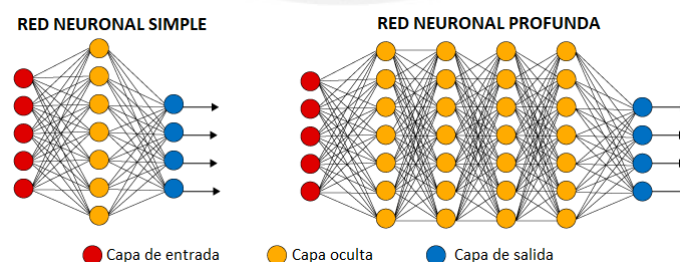 RED NEURONAL SIMPLE
RED NEURONAL PROFUNDA
Capa de entrada
Capa oculta
Capa de salida